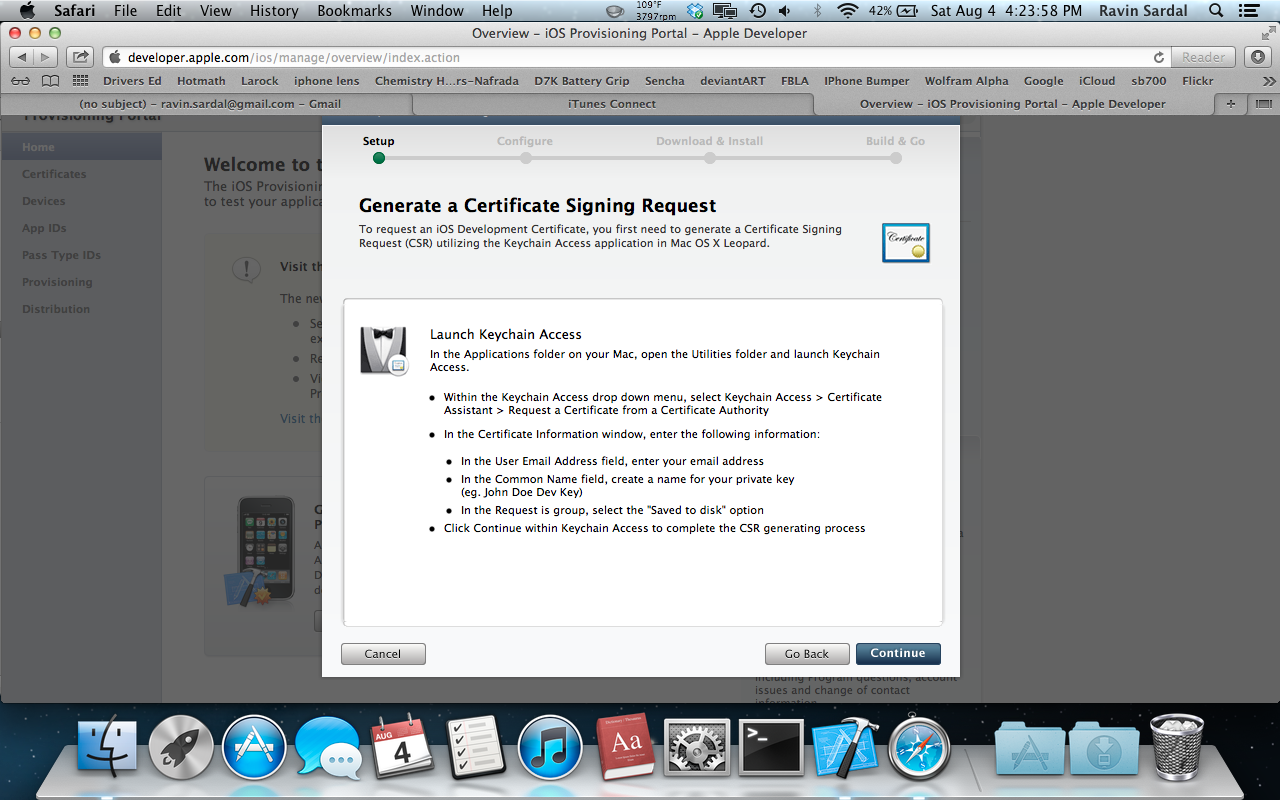 Safari File Edit View History Bookmarks Window Help 109°F 3797rpm 42% Sat Aug 4 4:23:58 PM Ravin Sardal
Overview – iOS Provisioning Portal – Apple Developer
developer.apple.com/ios/manage/overview/index.action Reader
Drivers Ed Hotmath Larock iphone lens Chemistry H...rs-Nafrada D7K Battery Grip Sencha deviantART FBLA IPhone Bumper Wolfram Alpha Google iCloud sb700 Flickr
(no subject) – ravin.sardal@gmail.com – Gmail iTunes Connect Overview – iOS Provisioning Portal – Apple Developer
Provisioning Portal
Setup Configure Download & Install Build & Go
Home
Certificates
Devices
App IDs
Pass Type IDs
Provisioning
Distribution
Welcome to t
The iOS Provisionin
to test your applica
Visit th
The new
Se
ex
Re
Vi
Pr
Visit th
Generate a Certificate Signing Request
To request an iOS Development Certificate, you first need to generate a Certificate Signing
Request (CSR) utilizing the Keychain Access application in Mac OS X Leopard.
Certificate
Launch Keychain Access
In the Applications folder on your Mac, open the Utilities folder and launch Keychain
Access.
Within the Keychain Access drop down menu, select Keychain Access > Certificate
Assistant > Request a Certificate from a Certificate Authority
In the Certificate Information window, enter the following information:
In the User Email Address field, enter your email address
In the Common Name field, create a name for your private key
(eg. John Doe Dev Key)
In the Request is group, select the "Saved to disk" option
Click Continue within Keychain Access to complete the CSR generating process
Cancel Go Back Continue
including Program questions, account
issues and change of contact
information.
AUG
4
Aa